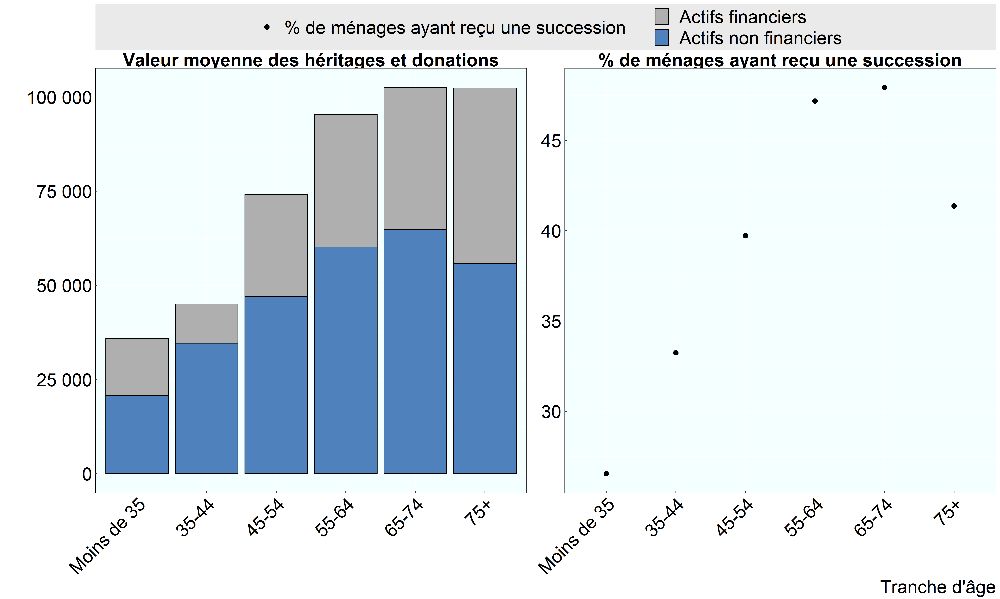 % de ménages ayant reçu une succession
Actifs financiers
Actifs non financiers
Valeur moyenne des héritages et donations
% de ménages ayant reçu une succession
100 000
75 000
50 000
25 000
0
45
40
35
30
Moins de 35
35-44
45-54
55-64
65-74
75+
Moins de 35
35-44
45-54
55-64
65-74
75+
Tranche d'âge